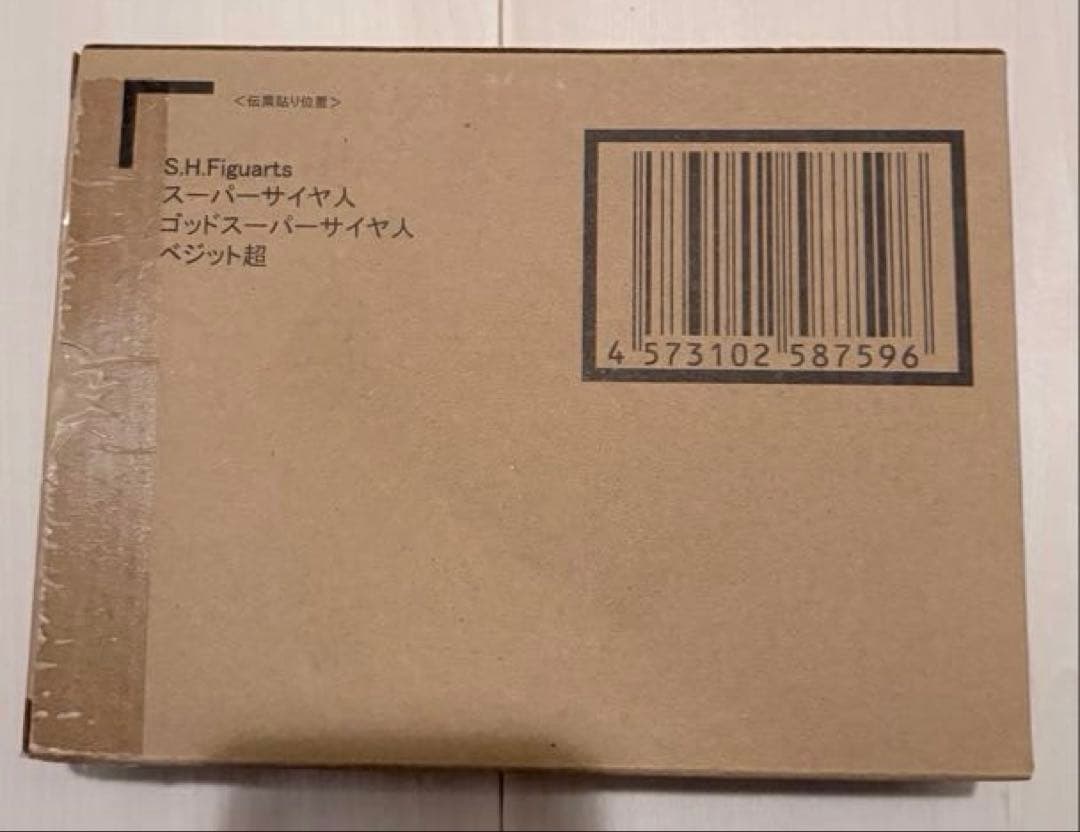 <伝票貼り位置>
S.H.Figuarts
スーパーサイヤ人
ゴッドスーパーサイヤ人
ベジット超
4 573102 587596